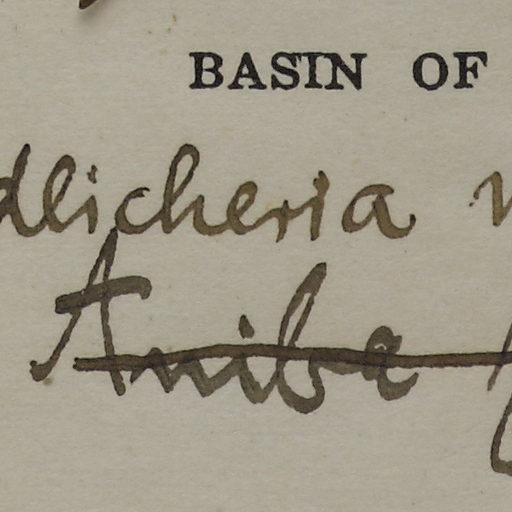 BASIN OF
dlicheria
Aniba